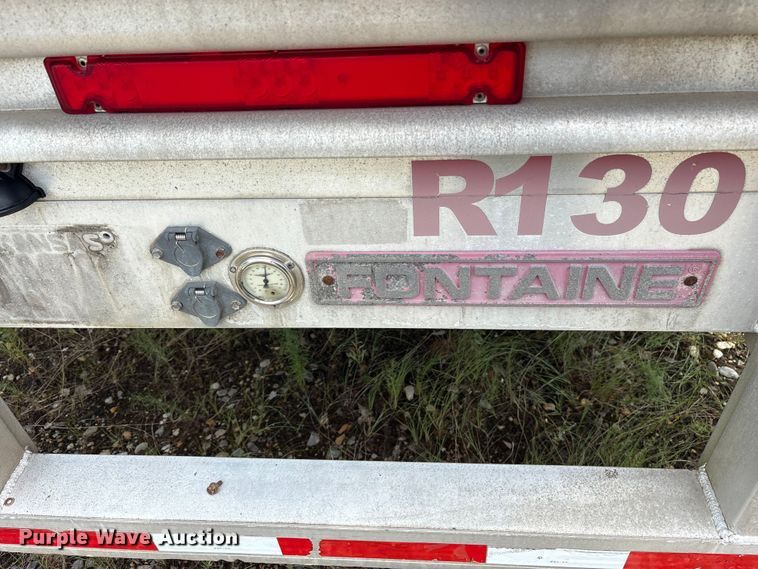 R130
FONTAINE
Purple Wave Auction